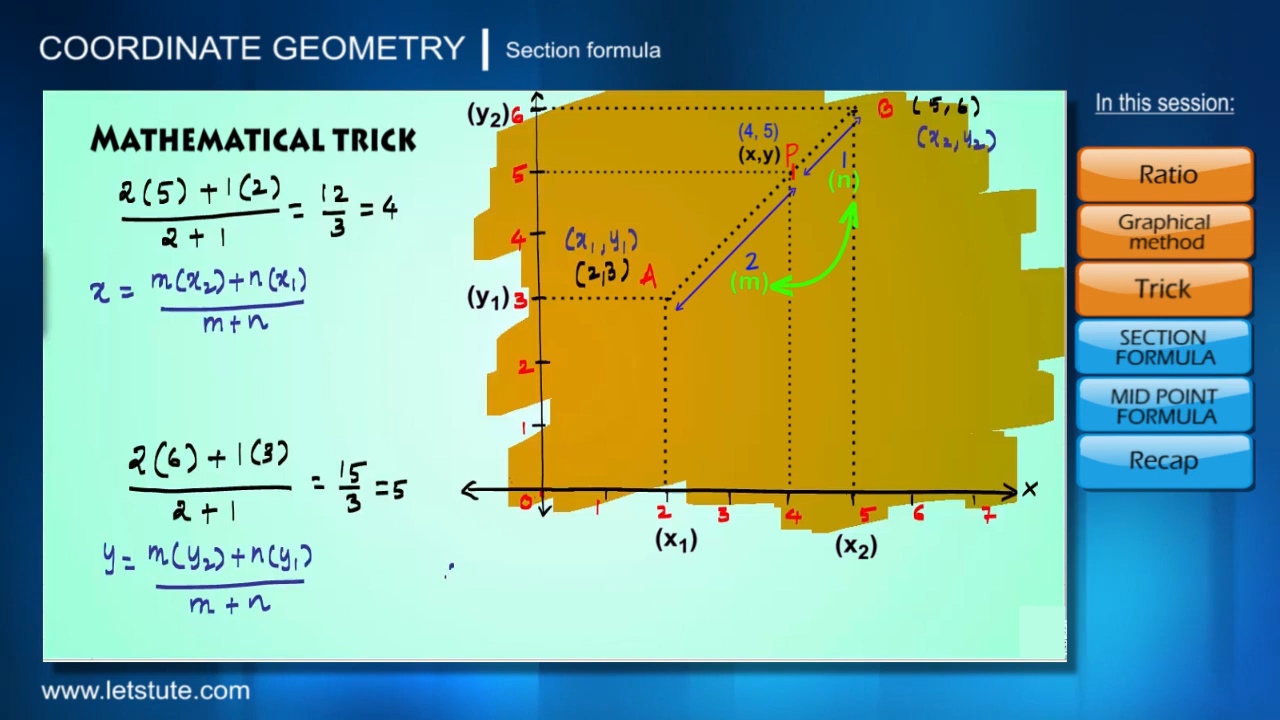 COORDINATE GEOMETRY | Section formula
MATHEMATICAL TRICK
2(5) + 1(2)
2 + 1
= 12/3 = 4
x = m(x₂) + n(x₁)
m + n
2(6) + 1(3)
2 + 1
= 15/3 = 5
y = m(y₂) + n(y₁)
m + n
(y₂) 6
B (5, 6)
(x₂, y₂)
(4, 5)
(x,y) P
5
1
(n)
4
(x₁, y₁)
(2,3) A
2
(m)
(y₁) 3
2
1
0 1 2 3 4 5 6 7 x
(x₁) (x₂)
In this session:
Ratio
Graphical
method
Trick
SECTION
FORMULA
MID POINT
FORMULA
Recap
www.letstute.com